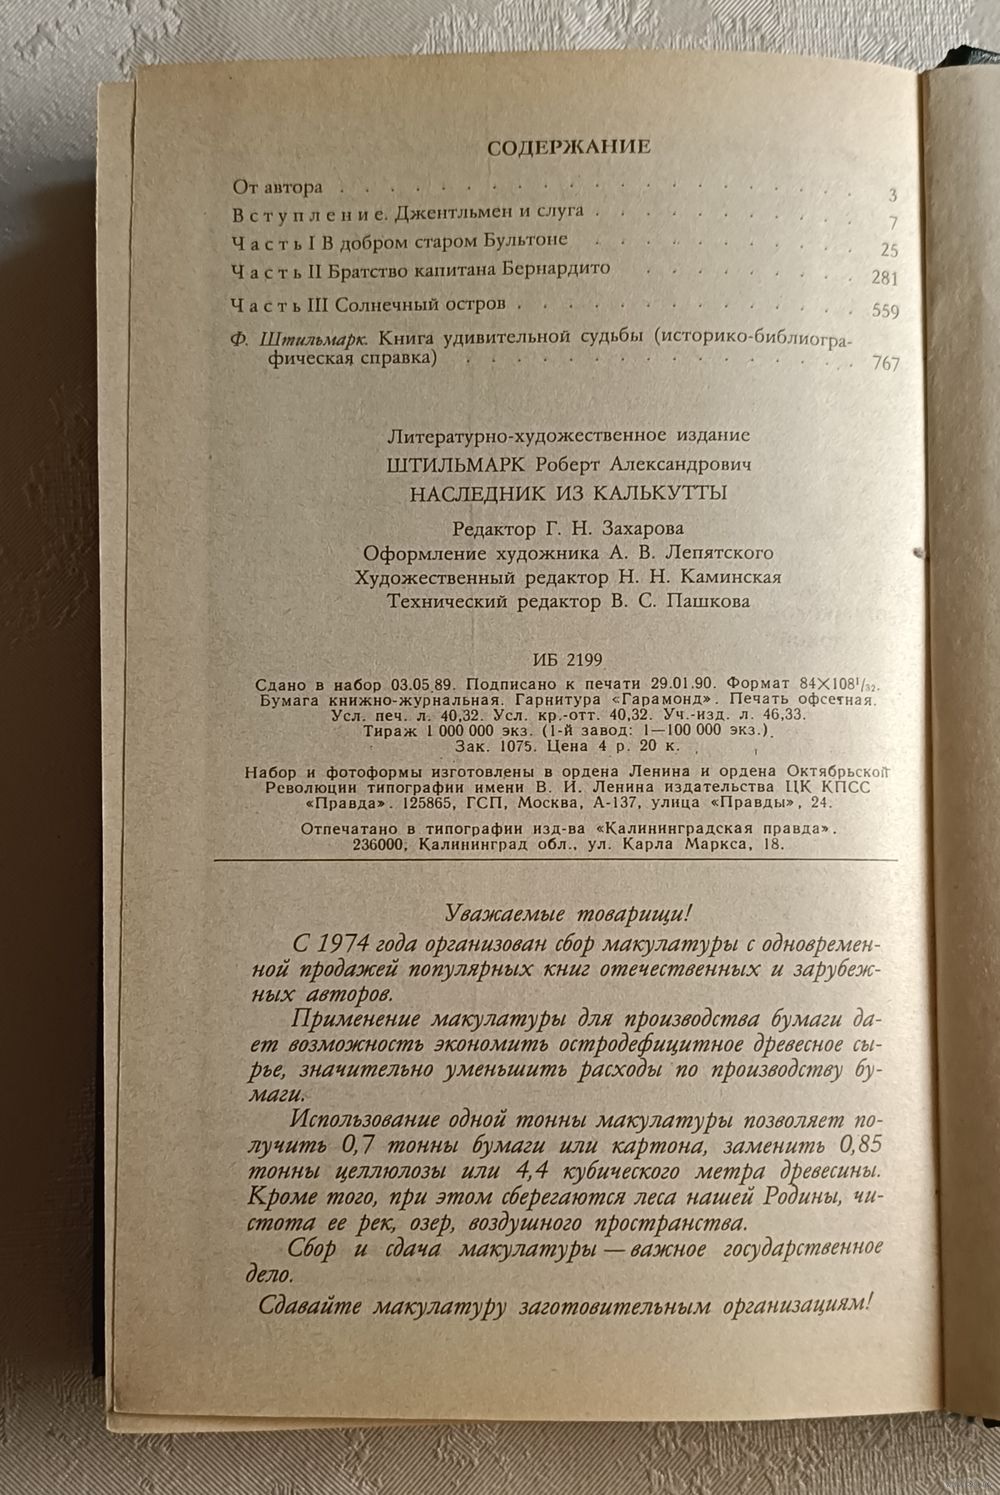 СОДЕРЖАНИЕ
От автора . . . . . . . . . . . . . . . . . 3
Вступление. Джентльмен и слуга . . . . . . . . . . 7
Часть I В добром старом Бультоне . . . . . . . . . . 25
Часть II Братство капитана Бернардито . . . . . . . . 281
Часть III Солнечный остров . . . . . . . . . . . . 559
Ф. Штильмарк. Книга удивительной судьбы (историко-библиогра-
фическая справка) . . . . . . . . . . . . . . 767
Литературно-художественное издание
ШТИЛЬМАРК Роберт Александрович
НАСЛЕДНИК ИЗ КАЛЬКУТТЫ
Редактор Г. Н. Захарова
Оформление художника А. В. Лепятского
Художественный редактор Н. Н. Каминская
Технический редактор В. С. Пашкова
ИБ 2199
Сдано в набор 03.05.89. Подписано к печати 29.01.90. Формат 84×108¹/₃₂.
Бумага книжно-журнальная. Гарнитура «Гарамонд». Печать офсетная.
Усл. печ. л. 40,32. Усл. кр.-отт. 40,32. Уч.-изд. л. 46,33.
Тираж 1 000 000 экз. (1-й завод: 1—100 000 экз.).
Зак. 1075. Цена 4 р. 20 к.
Набор и фотоформы изготовлены в ордена Ленина и ордена Октябрьской
Революции типографии имени В. И. Ленина издательства ЦК КПСС
«Правда». 125865, ГСП, Москва, А-137, улица «Правды», 24.
Отпечатано в типографии изд-ва «Калининградская правда».
236000, Калининград обл., ул. Карла Маркса, 18.
Уважаемые товарищи!
С 1974 года организован сбор макулатуры с одновремен-
ной продажей популярных книг отечественных и зарубеж-
ных авторов.
Применение макулатуры для производства бумаги да-
ет возможность экономить остродефицитное древесное сы-
рье, значительно уменьшить расходы по производству бу-
маги.
Использование одной тонны макулатуры позволяет по-
лучить 0,7 тонны бумаги или картона, заменить 0,85
тонны целлюлозы или 4,4 кубического метра древесины.
Кроме того, при этом сберегаются леса нашей Родины, чи-
стота ее рек, озер, воздушного пространства.
Сбор и сдача макулатуры — важное государственное
дело.
Сдавайте макулатуру заготовительным организациям!